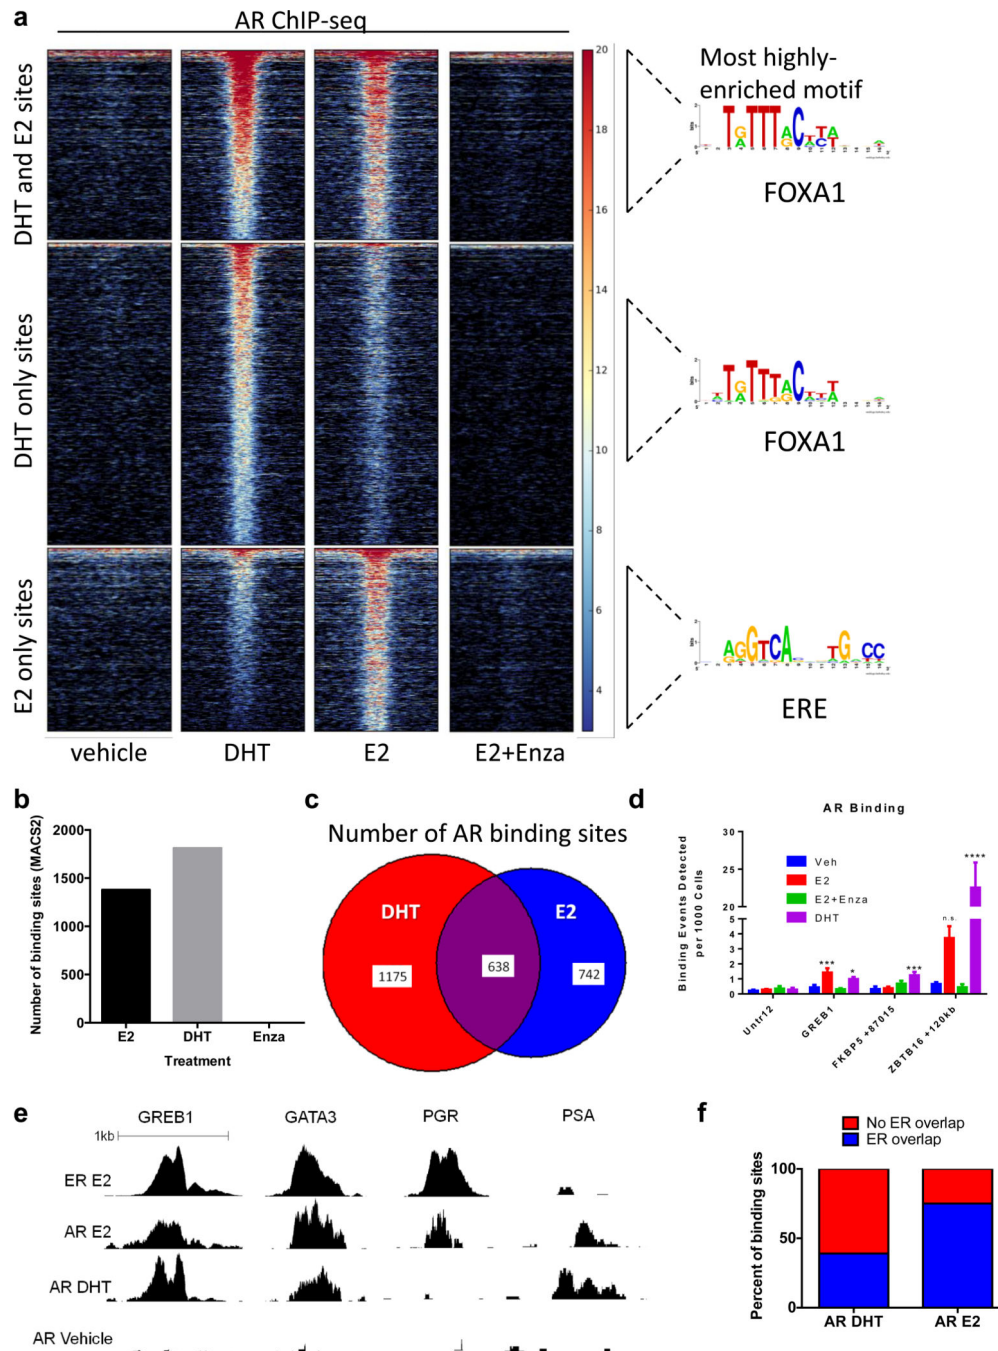 a
AR ChIP-seq
DHT and E2 sites
DHT only sites
E2 only sites
vehicle
DHT
E2
E2+Enza
20
18
16
14
12
10
8
6
4
Most highly-
enriched motif
FOXA1
FOXA1
ERE
b
Number of binding sites (MACS2)
2000
1500
1000
500
0
E2
DHT
Enza
Treatment
c
Number of AR binding sites
DHT
E2
1175
638
742
d
AR Binding
Binding Events Detected
per 1000 Cells
30
25
20
5
4
3
2
1
0
Veh
E2
E2+Enza
DHT
***
*
***
n.s.
****
Untr12
GREB1
FKBP5 +87015
ZBTB16 +120kb
e
GREB1
GATA3
PGR
PSA
1kb
ER E2
AR E2
AR DHT
AR Vehicle
f
No ER overlap
ER overlap
Percent of binding sites
100
50
0
AR DHT
AR E2